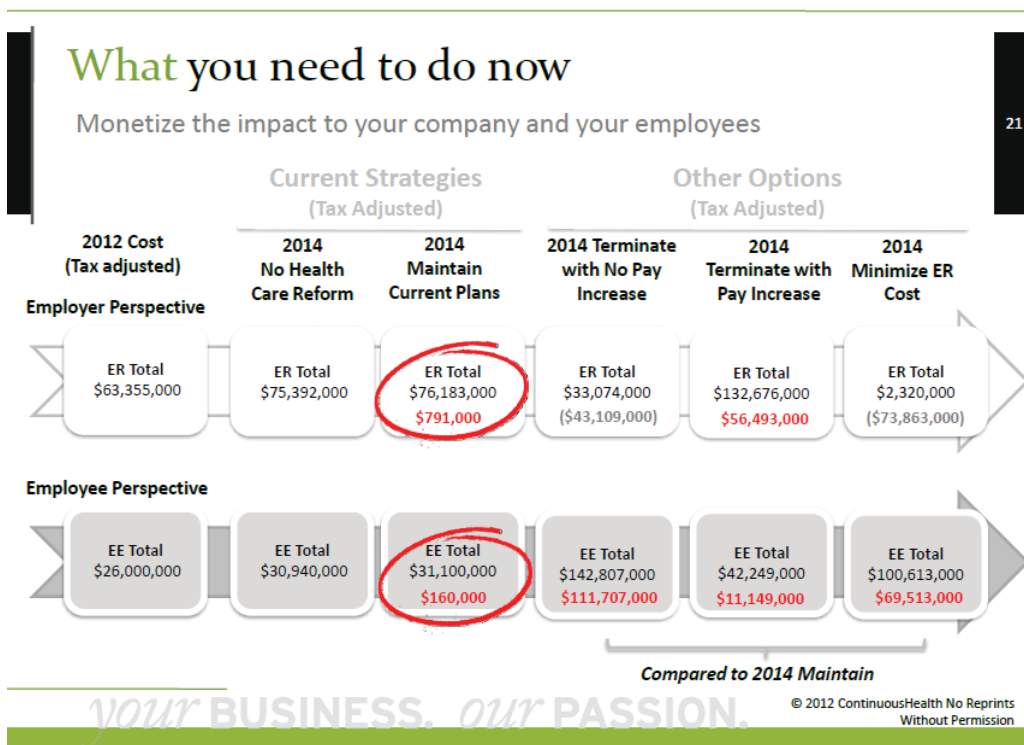 What you need to do now
Monetize the impact to your company and your employees
21
Current Strategies
(Tax Adjusted)
Other Options
(Tax Adjusted)
2012 Cost
(Tax adjusted)
2014
No Health
Care Reform
2014
Maintain
Current Plans
2014 Terminate
with No Pay
Increase
2014
Terminate with
Pay Increase
2014
Minimize ER
Cost
Employer Perspective
ER Total
$63,355,000
ER Total
$75,392,000
ER Total
$76,183,000
$791,000
ER Total
$33,074,000
($43,109,000)
ER Total
$132,676,000
$56,493,000
ER Total
$2,320,000
($73,863,000)
Employee Perspective
EE Total
$26,000,000
EE Total
$30,940,000
EE Total
$31,100,000
$160,000
EE Total
$142,807,000
$111,707,000
EE Total
$42,249,000
$11,149,000
EE Total
$100,613,000
$69,513,000
Compared to 2014 Maintain
your BUSINESS. our PASSION.
© 2012 ContinuousHealth No Reprints
Without Permission